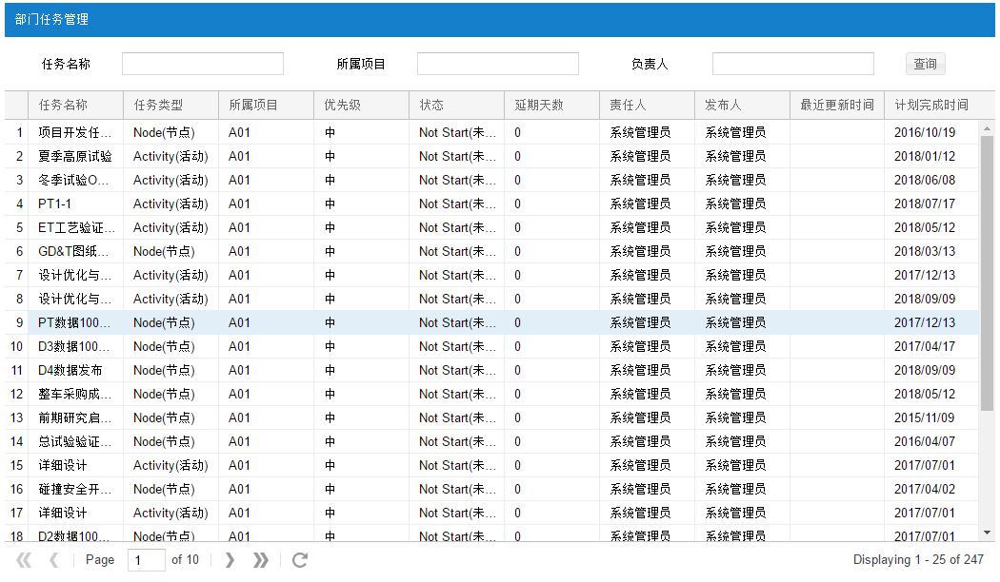 部门任务管理
任务名称 所属项目 负责人 查询
任务名称 任务类型 所属项目 优先级 状态 延期天数 责任人 发布人 最近更新时间 计划完成时间
1 项目开发任... Node(节点) A01 中 Not Start(未... 0 系统管理员 系统管理员 2016/10/19
2 夏季高原试验 Activity(活动) A01 中 Not Start(未... 0 系统管理员 系统管理员 2018/01/12
3 冬季试验O... Activity(活动) A01 中 Not Start(未... 0 系统管理员 系统管理员 2018/06/08
4 PT1-1 Activity(活动) A01 中 Not Start(未... 0 系统管理员 系统管理员 2018/07/17
5 ET工艺验证... Activity(活动) A01 中 Not Start(未... 0 系统管理员 系统管理员 2018/05/12
6 GD&T图纸... Node(节点) A01 中 Not Start(未... 0 系统管理员 系统管理员 2018/03/13
7 设计优化与... Activity(活动) A01 中 Not Start(未... 0 系统管理员 系统管理员 2017/12/13
8 设计优化与... Activity(活动) A01 中 Not Start(未... 0 系统管理员 系统管理员 2018/09/09
9 PT数据100... Node(节点) A01 中 Not Start(未... 0 系统管理员 系统管理员 2017/12/13
10 D3数据100... Node(节点) A01 中 Not Start(未... 0 系统管理员 系统管理员 2017/04/17
11 D4数据发布 Node(节点) A01 中 Not Start(未... 0 系统管理员 系统管理员 2018/09/09
12 整车采购成... Node(节点) A01 中 Not Start(未... 0 系统管理员 系统管理员 2018/05/12
13 前期研究启... Node(节点) A01 中 Not Start(未... 0 系统管理员 系统管理员 2015/11/09
14 总试验验证... Node(节点) A01 中 Not Start(未... 0 系统管理员 系统管理员 2016/04/07
15 详细设计 Activity(活动) A01 中 Not Start(未... 0 系统管理员 系统管理员 2017/07/01
16 碰撞安全开... Node(节点) A01 中 Not Start(未... 0 系统管理员 系统管理员 2017/04/02
17 详细设计 Activity(活动) A01 中 Not Start(未... 0 系统管理员 系统管理员 2017/07/01
18 D2数据100... Node(节点) A01 中 Not Start(未... 0 系统管理员 系统管理员 2017/07/01
Page 1 of 10 Displaying 1 - 25 of 247